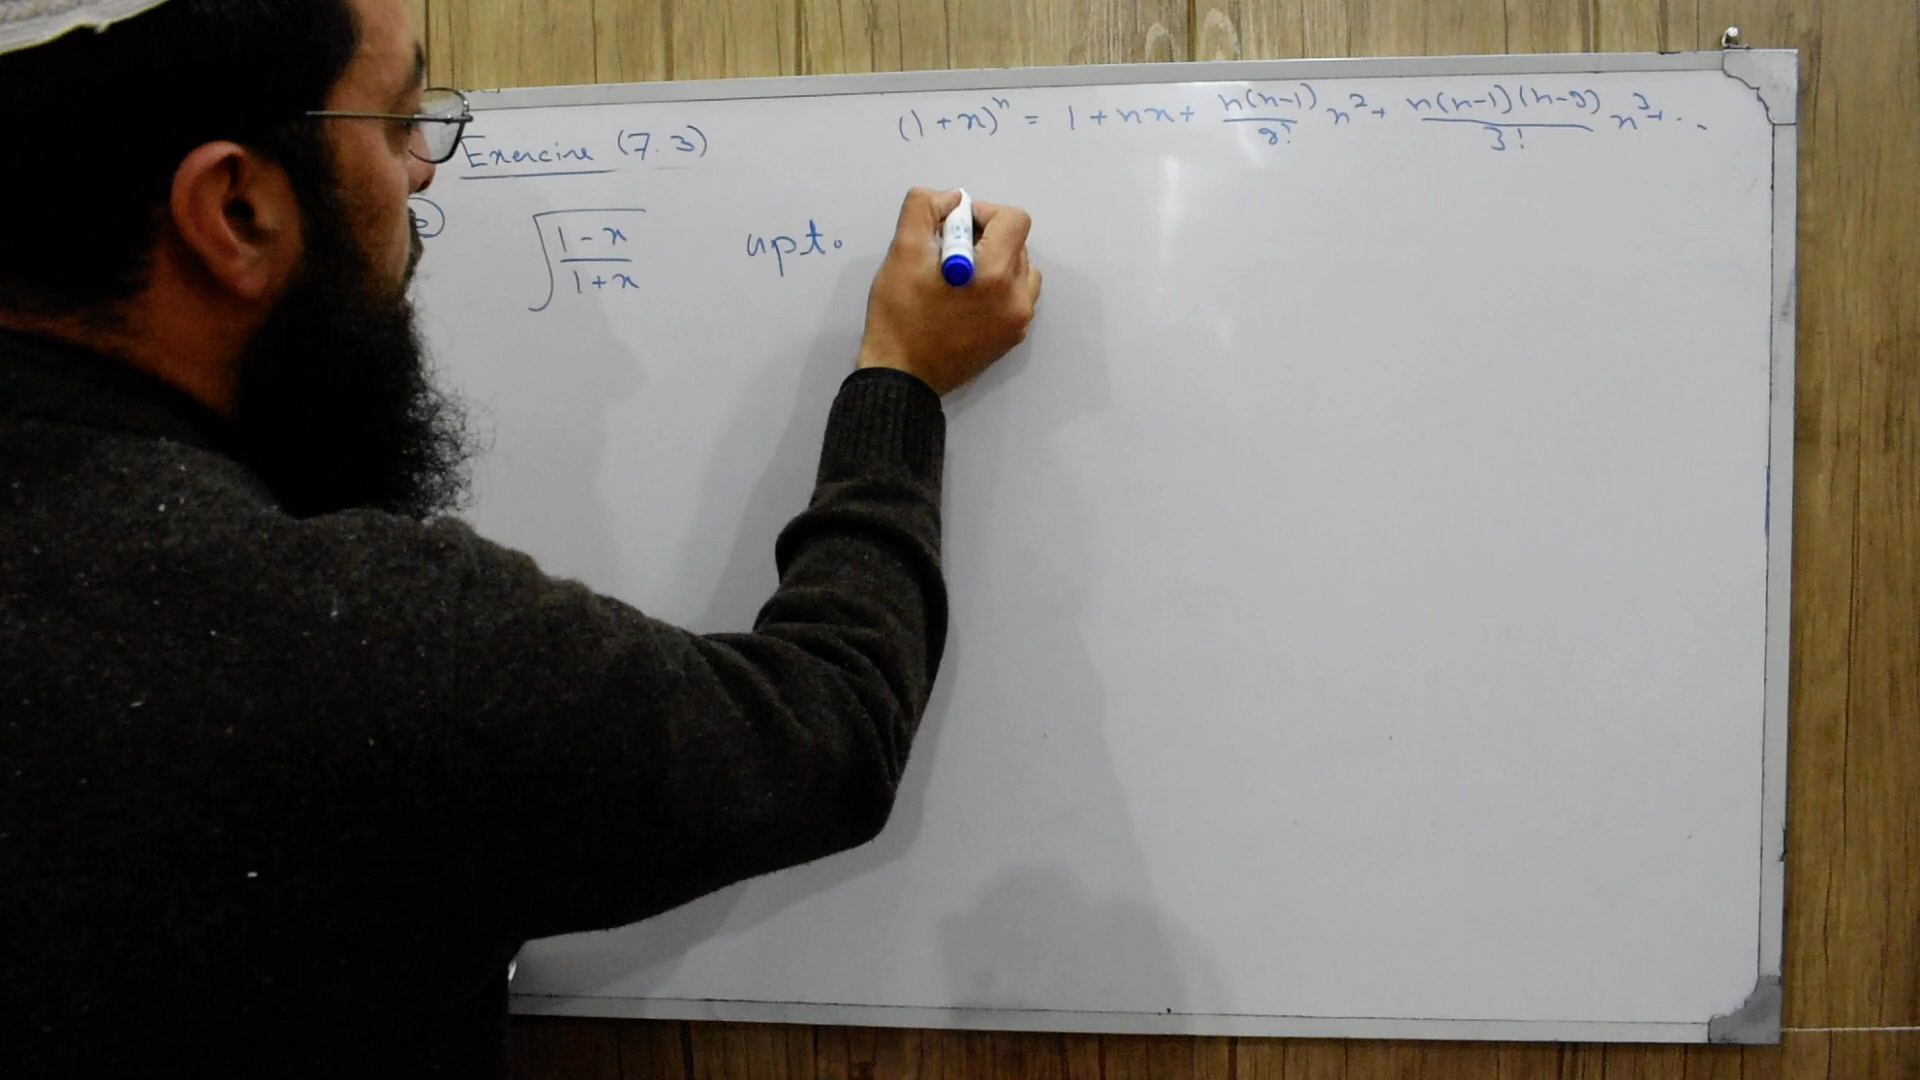 (1+x)^n = 1 + nx + n(n-1)/2! x^2 + n(n-1)(n-2)/3! x^3 + ...
Exercise (7.3)
√((1-x)/(1+x)) upto